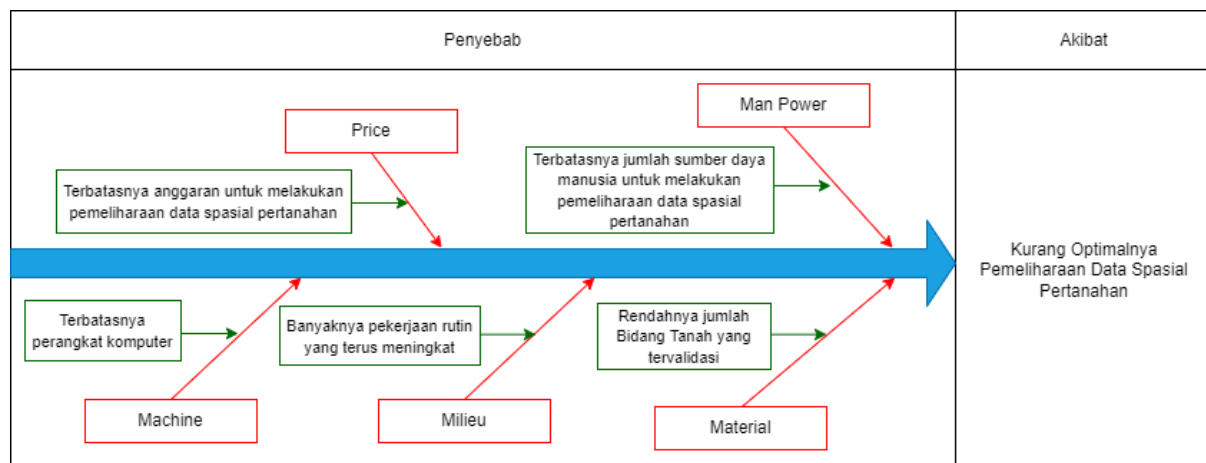 Penyebab
Akibat
Price
Man Power
Terbatasnya anggaran untuk melakukan
pemeliharaan data spasial pertanahan
Terbatasnya jumlah sumber daya
manusia untuk melakukan
pemeliharaan data spasial
pertanahan
Kurang Optimalnya
Pemeliharaan Data Spasial
Pertanahan
Terbatasnya
perangkat komputer
Banyaknya pekerjaan rutin
yang terus meningkat
Rendahnya jumlah
Bidang Tanah yang
tervalidasi
Machine
Milieu
Material